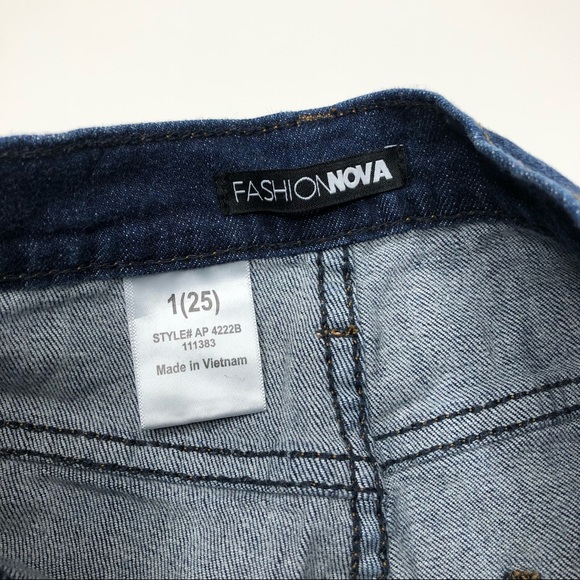 FASHIONNOVA
1(25)
STYLE# AP 4222B
111383
Made in Vietnam